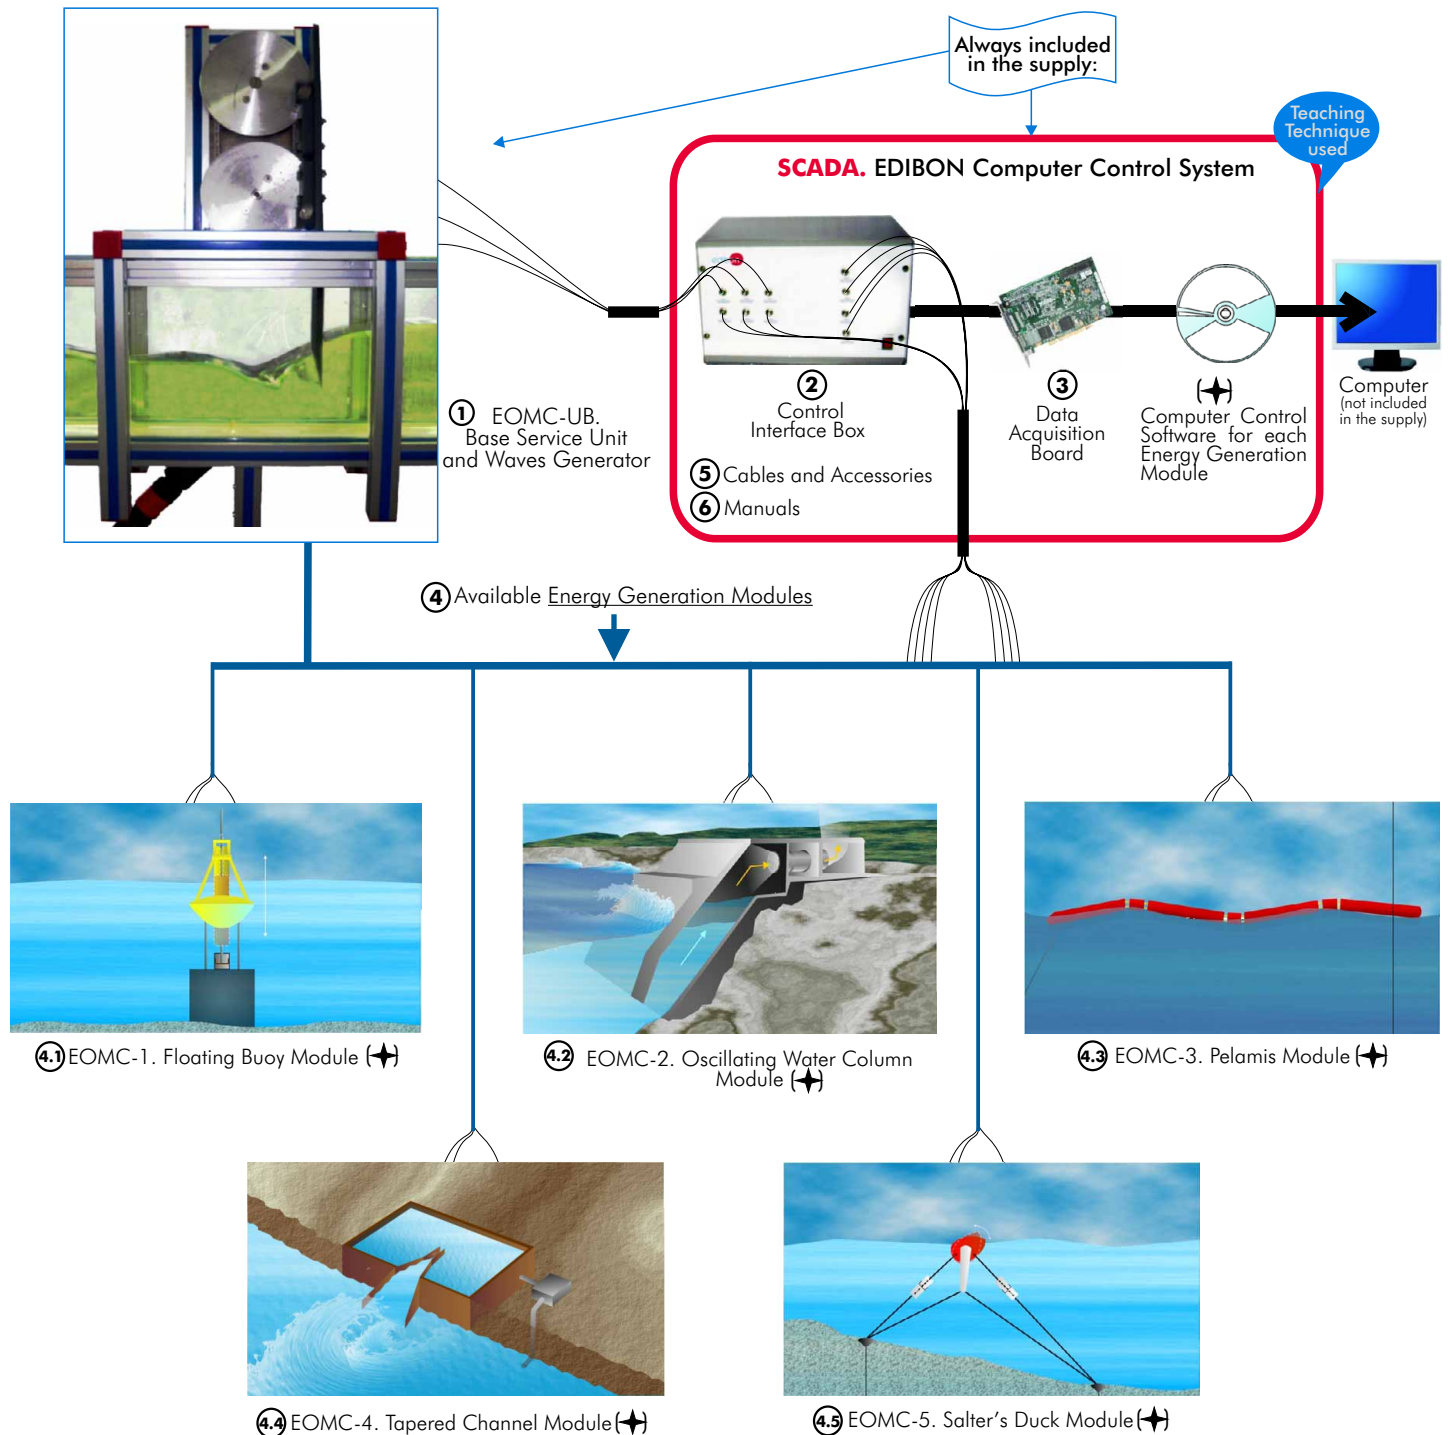 Always included
in the supply:
Teaching
Technique
used
SCADA. EDIBON Computer Control System
1 EOMC-UB.
Base Service Unit
and Waves Generator
2
Control
Interface Box
3
Data
Acquisition
Board
Computer Control
Software for each
Energy Generation
Module
Computer
(not included
in the supply)
5 Cables and Accessories
6 Manuals
4 Available Energy Generation Modules
4.1 EOMC-1. Floating Buoy Module
4.2 EOMC-2. Oscillating Water Column
Module
4.3 EOMC-3. Pelamis Module
4.4 EOMC-4. Tapered Channel Module
4.5 EOMC-5. Salter's Duck Module